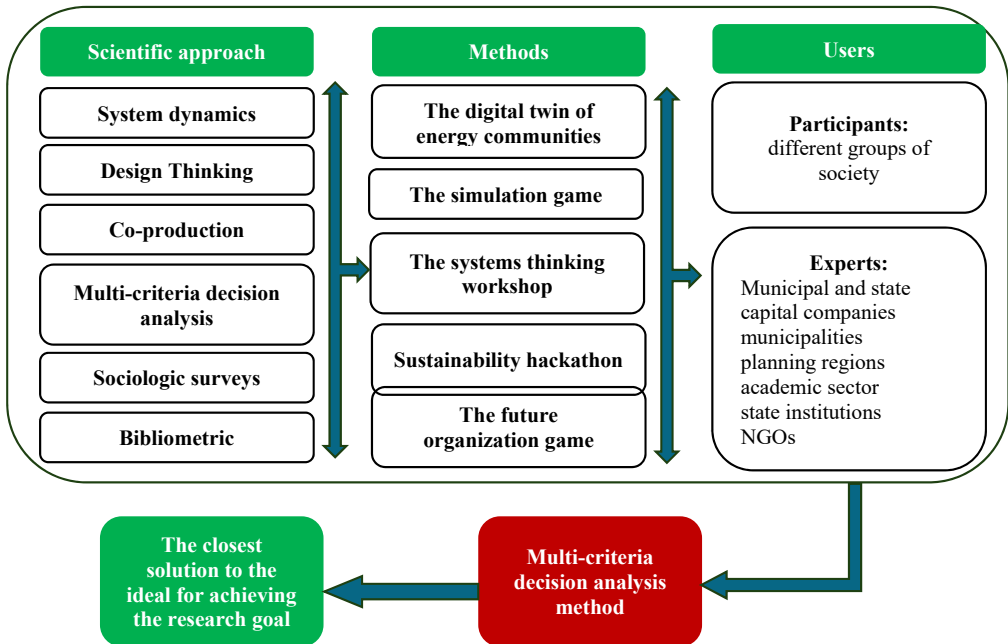 Scientific approach
System dynamics
Design Thinking
Co-production
Multi-criteria decision
analysis
Sociologic surveys
Bibliometric
Methods
The digital twin of
energy communities
The simulation game
The systems thinking
workshop
Sustainability hackathon
The future
organization game
Users
Participants:
different groups of
society
Experts:
Municipal and state
capital companies
municipalities
planning regions
academic sector
state institutions
NGOs
The closest
solution to the
ideal for achieving
the research goal
Multi-criteria
decision analysis
method